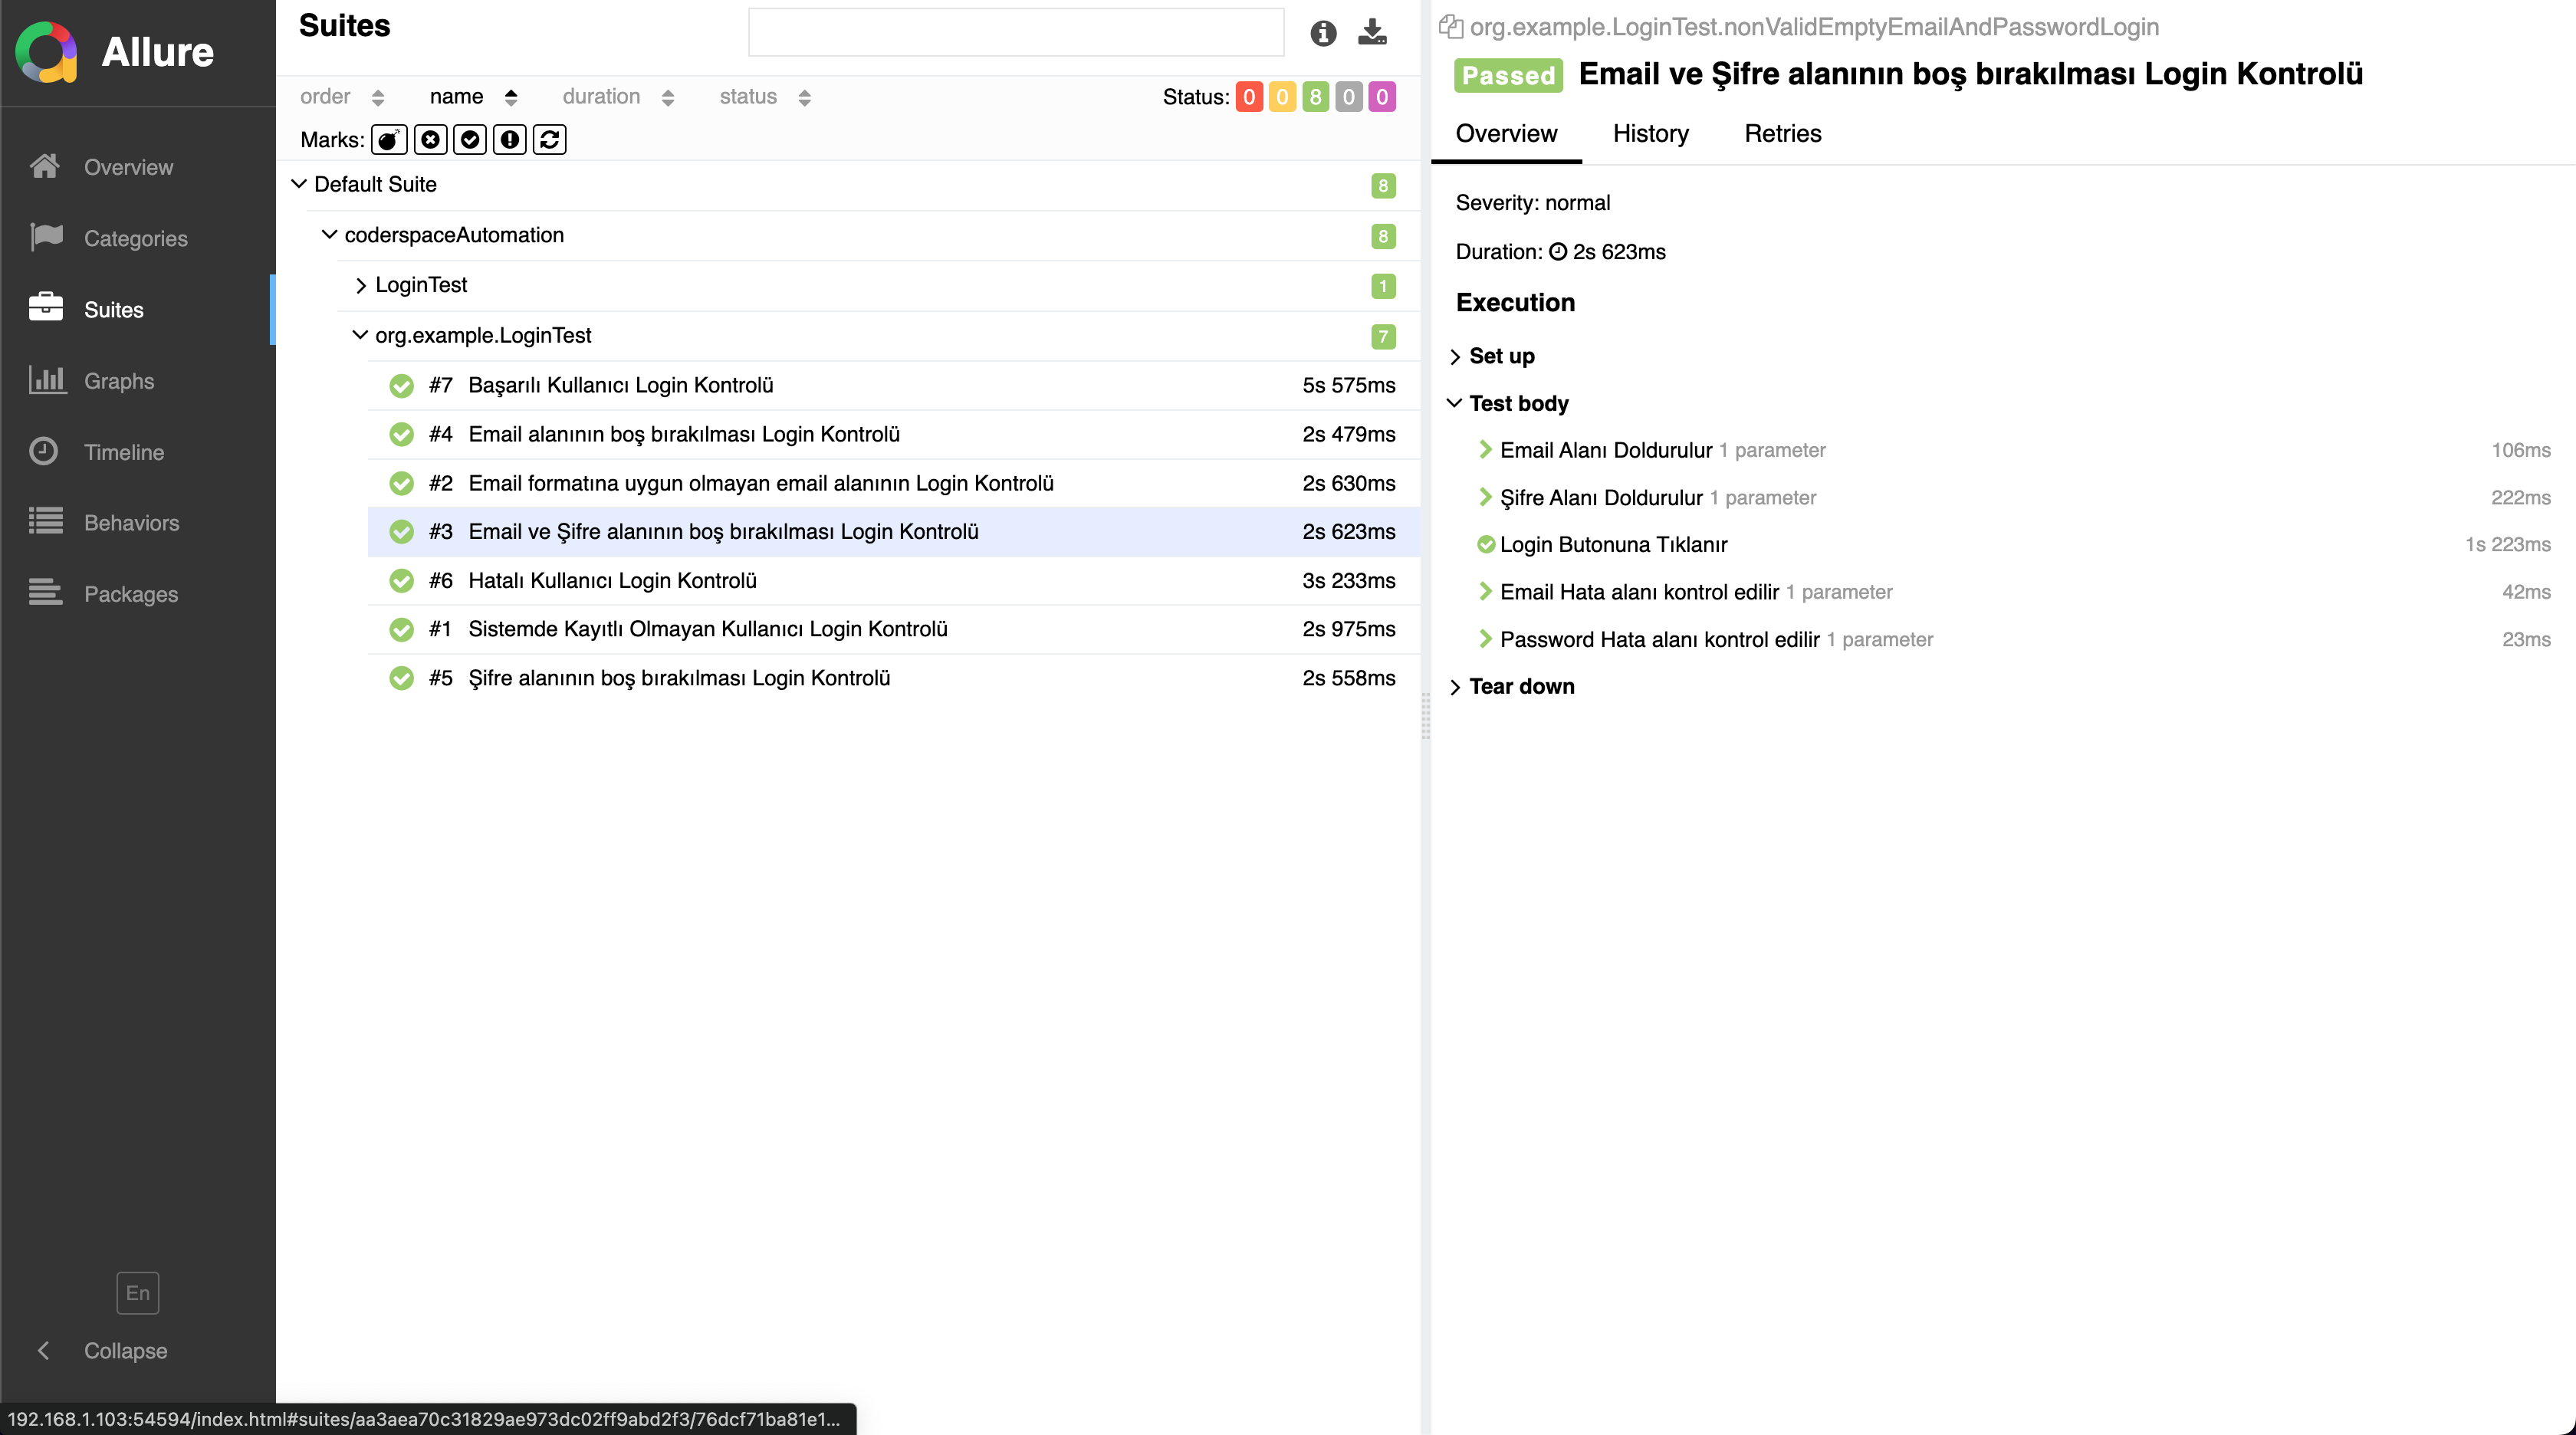 Allure
Overview
Categories
Suites
Graphs
Timeline
Behaviors
Packages
En
Collapse
192.168.1.103:54594/index.html#suites/aa3aea70c31829ae973dc02ff9abd2f3/76dcf71ba81e1...
Suites
order name duration status Status: 0 0 8 0 0
Marks:
Default Suite 8
coderspaceAutomation 8
LoginTest 1
org.example.LoginTest 7
#7 Başarılı Kullanıcı Login Kontrolü 5s 575ms
#4 Email alanının boş bırakılması Login Kontrolü 2s 479ms
#2 Email formatına uygun olmayan email alanının Login Kontrolü 2s 630ms
#3 Email ve Şifre alanının boş bırakılması Login Kontrolü 2s 623ms
#6 Hatalı Kullanıcı Login Kontrolü 3s 233ms
#1 Sistemde Kayıtlı Olmayan Kullanıcı Login Kontrolü 2s 975ms
#5 Şifre alanının boş bırakılması Login Kontrolü 2s 558ms
org.example.LoginTest.nonValidEmptyEmailAndPasswordLogin
Passed Email ve Şifre alanının boş bırakılması Login Kontrolü
Overview History Retries
Severity: normal
Duration: 2s 623ms
Execution
Set up
Test body
Email Alanı Doldurulur 1 parameter 106ms
Şifre Alanı Doldurulur 1 parameter 222ms
Login Butonuna Tıklanır 1s 223ms
Email Hata alanı kontrol edilir 1 parameter 42ms
Password Hata alanı kontrol edilir 1 parameter 23ms
Tear down